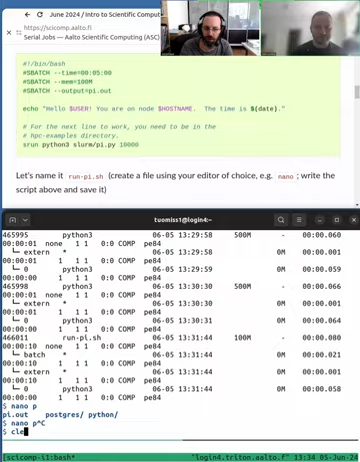 June 2024 / Intro to Scientific Comput
https://scicomp.aalto.fi
Serial Jobs — Aalto Scientific Computing (ASC)
#!/bin/bash
#SBATCH --time=00:05:00
#SBATCH --mem=100M
#SBATCH --output=pi.out
echo "Hello $USER! You are on node $HOSTNAME.  The time is $(date)."
# For the next line to work, you need to be in the
# hpc-examples directory.
srun python3 slurm/pi.py 10000
Let's name it run-pi.sh (create a file using your editor of choice, e.g. nano; write the
script above and save it)
tuomiss1@login4:~
465995 python3 06-05 13:29:58 500M - 00:00.066
00:00:01 none 1 1 0:0 COMP pe84
└─ extern * 06-05 13:29:58 0M 00:00.001
00:00:01 1 1 0:0 COMP pe84
└─ 0 python3 06-05 13:29:59 0M 00:00.059
00:00:00 1 1 0:0 COMP pe84
465998 python3 06-05 13:30:30 500M - 00:00.066
00:00:01 none 1 1 0:0 COMP pe84
└─ extern * 06-05 13:30:30 0M 00:00.001
00:00:01 1 1 0:0 COMP pe84
└─ 0 python3 06-05 13:30:31 0M 00:00.064
00:00:00 1 1 0:0 COMP pe84
466011 run-pi.sh 06-05 13:31:44 100M - 00:00.080
00:00:10 none 1 1 0:0 COMP pe84
└─ batch * 06-05 13:31:44 0M 00:00.021
00:00:10 1 1 0:0 COMP pe84
└─ extern * 06-05 13:31:44 0M 00:00.001
00:00:10 1 1 0:0 COMP pe84
└─ 0 python3 06-05 13:31:44 0M 00:00.058
00:00:10 1 1 0:0 COMP pe84
$ nano p
pi.out postgres/ python/
$ nano p^C
$ cle
[scicomp-i1:bash* "login4.triton.aalto.f" 13:34 05-Jun-24